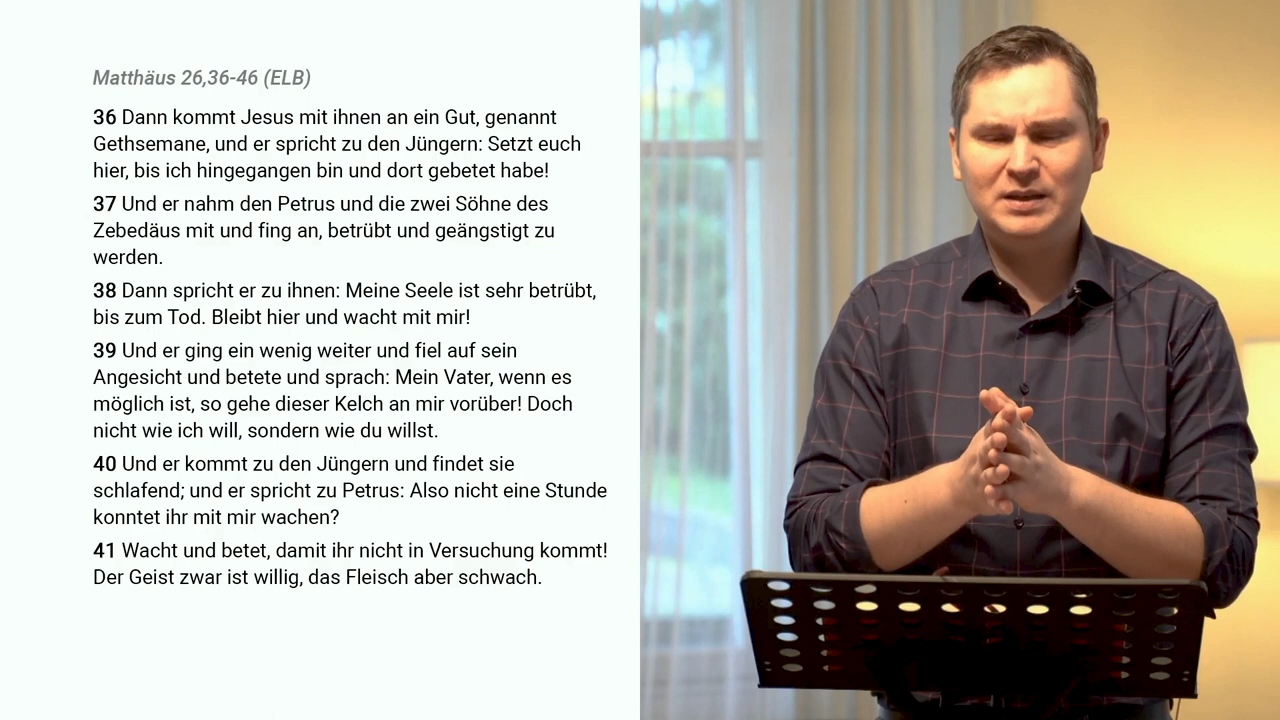 Matthäus 26,36-46 (ELB)
36 Dann kommt Jesus mit ihnen an ein Gut, genannt
Gethsemane, und er spricht zu den Jüngern: Setzt euch
hier, bis ich hingegangen bin und dort gebetet habe!
37 Und er nahm den Petrus und die zwei Söhne des
Zebedäus mit und fing an, betrübt und geängstigt zu
werden.
38 Dann spricht er zu ihnen: Meine Seele ist sehr betrübt,
bis zum Tod. Bleibt hier und wacht mit mir!
39 Und er ging ein wenig weiter und fiel auf sein
Angesicht und betete und sprach: Mein Vater, wenn es
möglich ist, so gehe dieser Kelch an mir vorüber! Doch
nicht wie ich will, sondern wie du willst.
40 Und er kommt zu den Jüngern und findet sie
schlafend; und er spricht zu Petrus: Also nicht eine Stunde
konntet ihr mit mir wachen?
41 Wacht und betet, damit ihr nicht in Versuchung kommt!
Der Geist zwar ist willig, das Fleisch aber schwach.